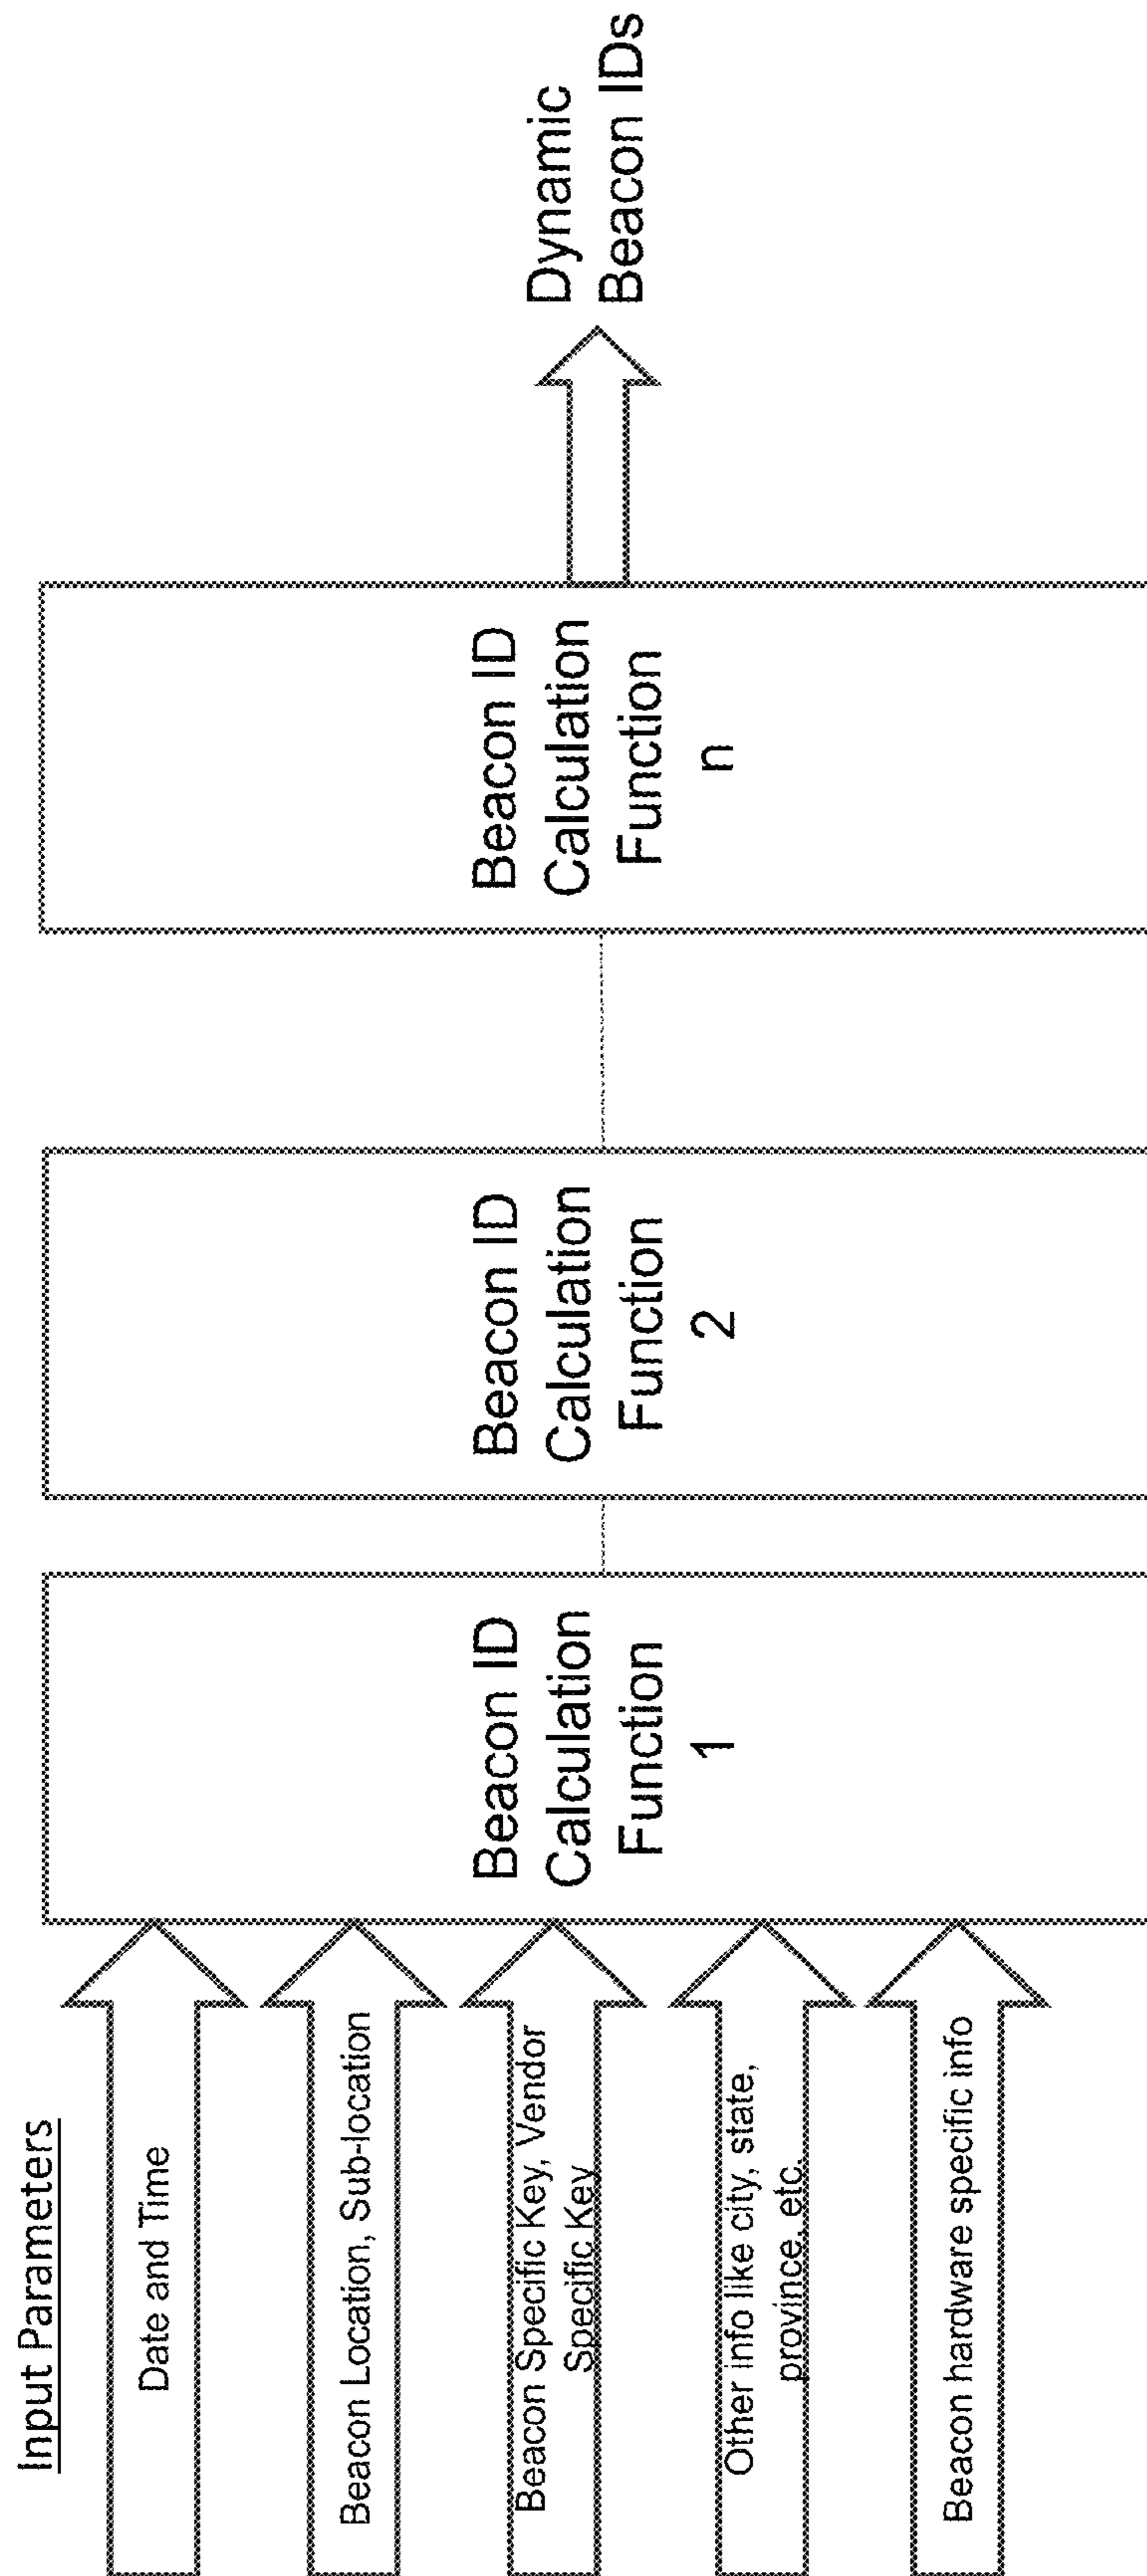 Input Parameters
Date and Time
Beacon Location, Sub-location
Beacon Specific Key, Vendor
Specific Key
Other info like city, state,
province, etc.
Beacon hardware specific info
Beacon ID
Calculation
Function
1
Beacon ID
Calculation
Function
2
Beacon ID
Calculation
Function
n
Dynamic
Beacon IDs